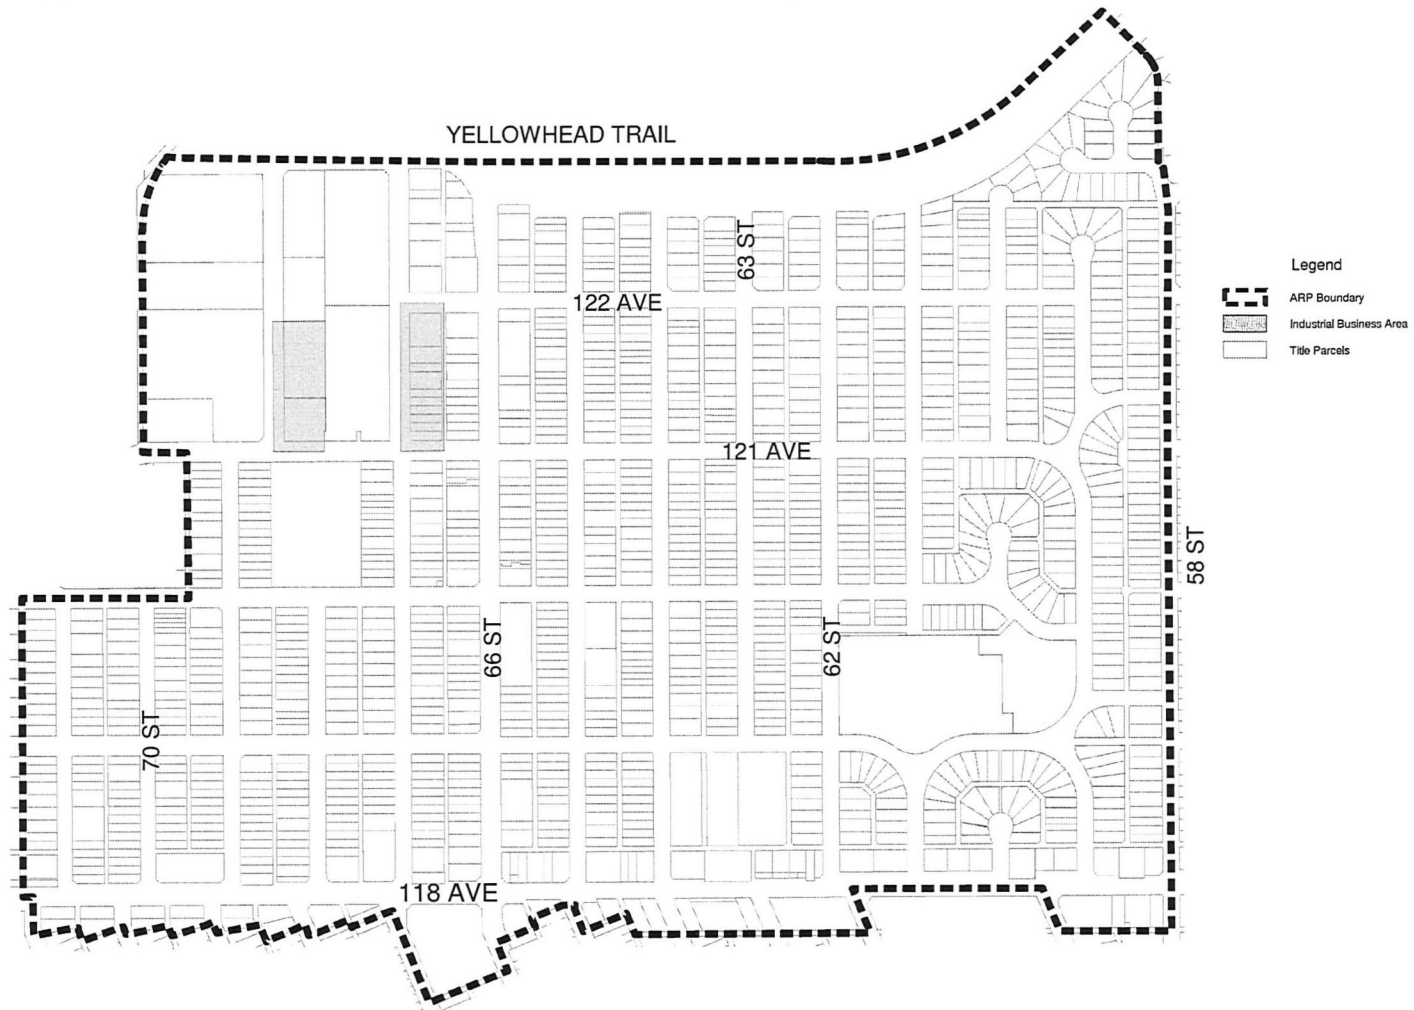 YELLOWHEAD TRAIL
63 ST
122 AVE
121 AVE
58 ST
66 ST
62 ST
70 ST
118 AVE
Legend
ARP Boundary
Industrial Business Area
Title Parcels